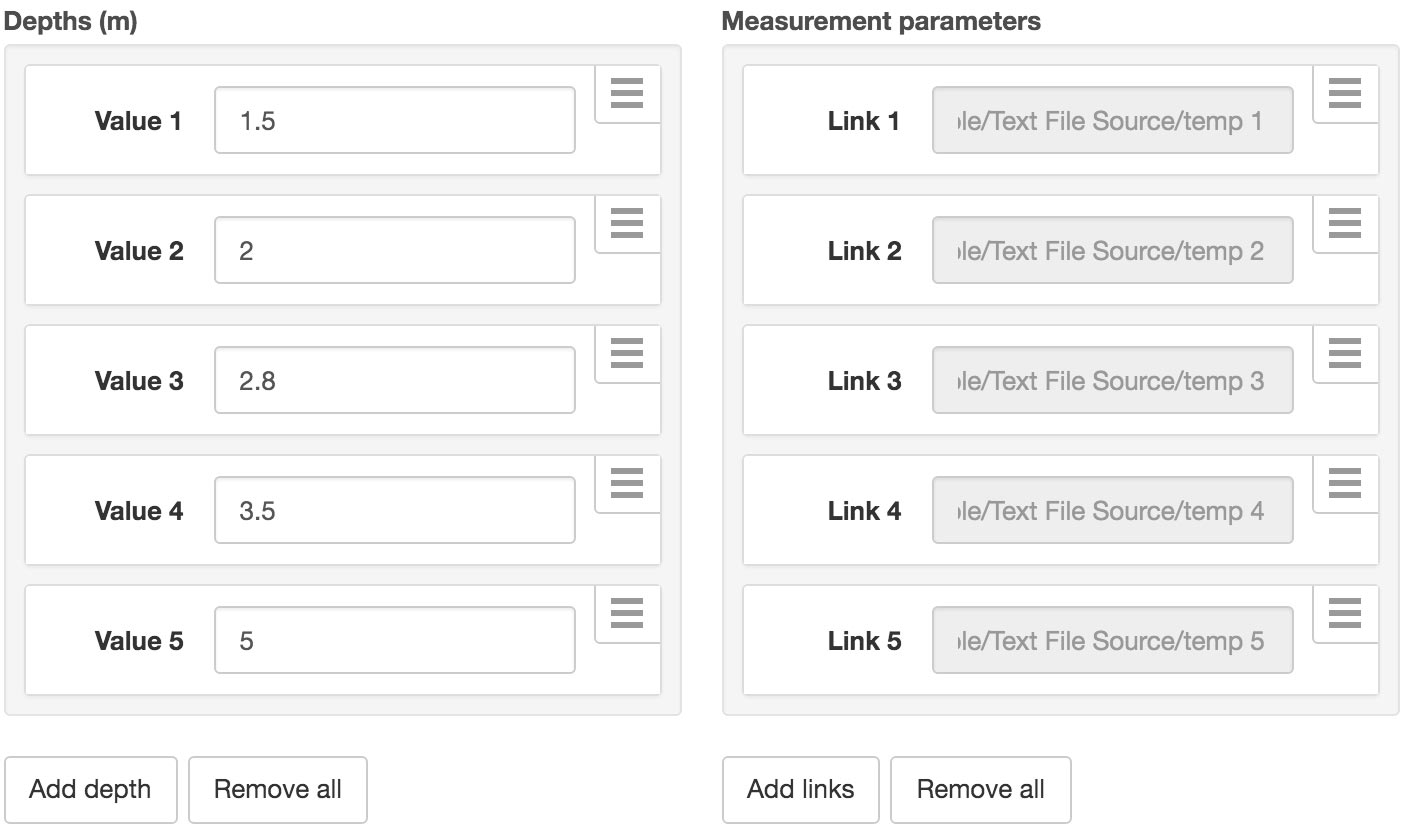 Depths (m)
Value 1 1.5
Value 2 2
Value 3 2.8
Value 4 3.5
Value 5 5
Add depth Remove all
Measurement parameters
Link 1 le/Text File Source/temp 1
Link 2 le/Text File Source/temp 2
Link 3 le/Text File Source/temp 3
Link 4 le/Text File Source/temp 4
Link 5 le/Text File Source/temp 5
Add links Remove all